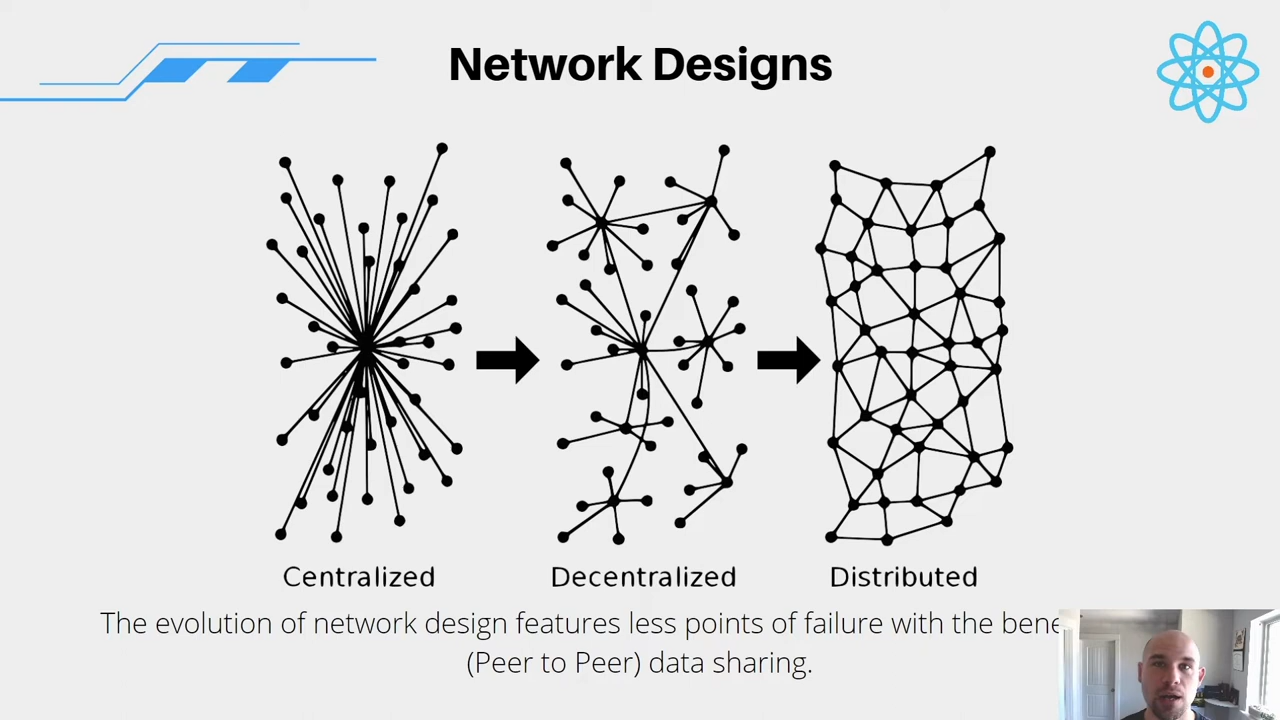 Network Designs
Centralized
Decentralized
Distributed
The evolution of network design features less points of failure with the
(Peer to Peer) data sharing.